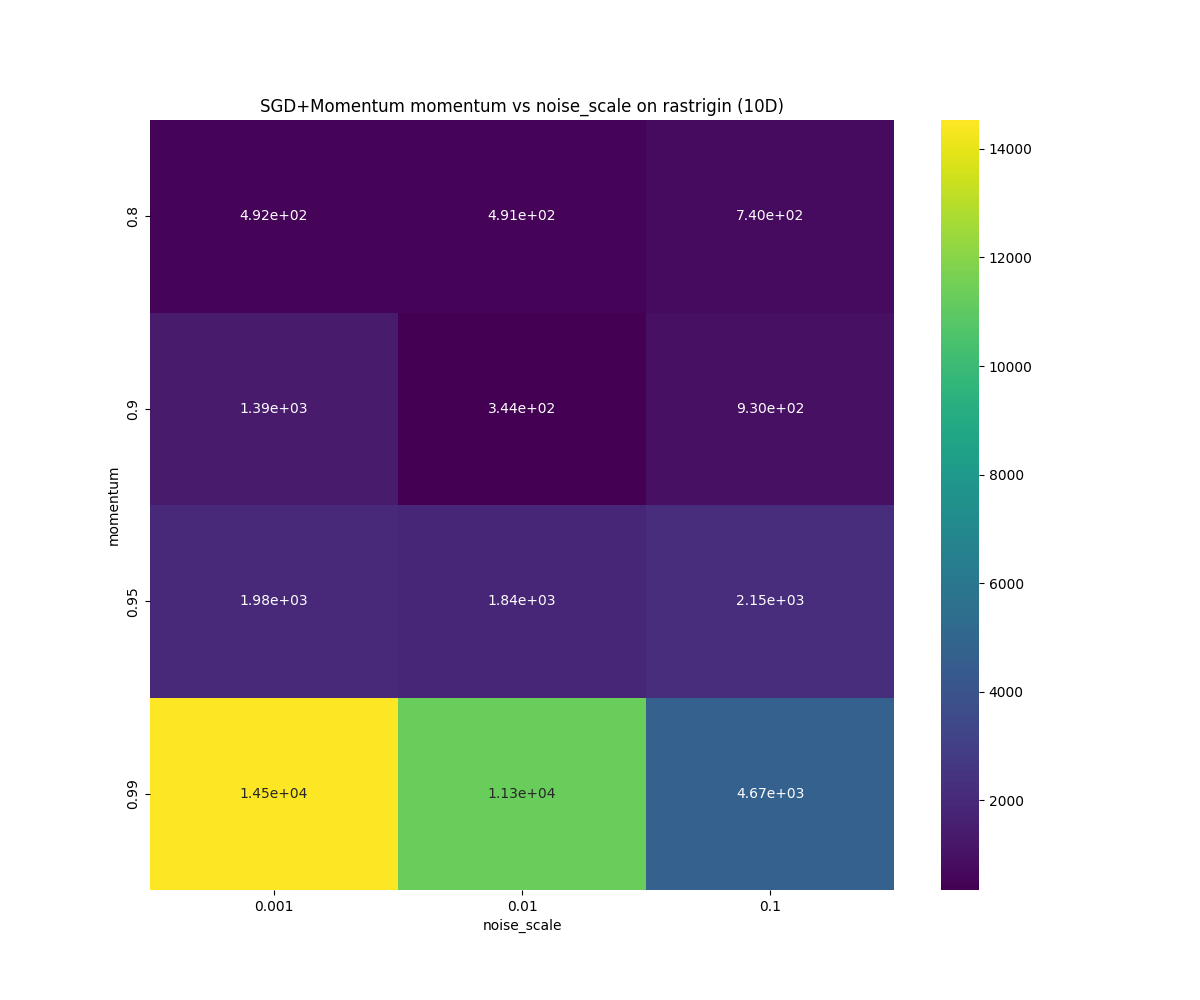 SGD+Momentum momentum vs noise_scale on rastrigin (10D)
14000
12000
10000
8000
6000
4000
2000
momentum
0.8
4.92e+02
4.91e+02
7.40e+02
0.9
1.39e+03
3.44e+02
9.30e+02
0.95
1.98e+03
1.84e+03
2.15e+03
0.99
1.45e+04
1.13e+04
4.67e+03
0.001
0.01
0.1
noise_scale